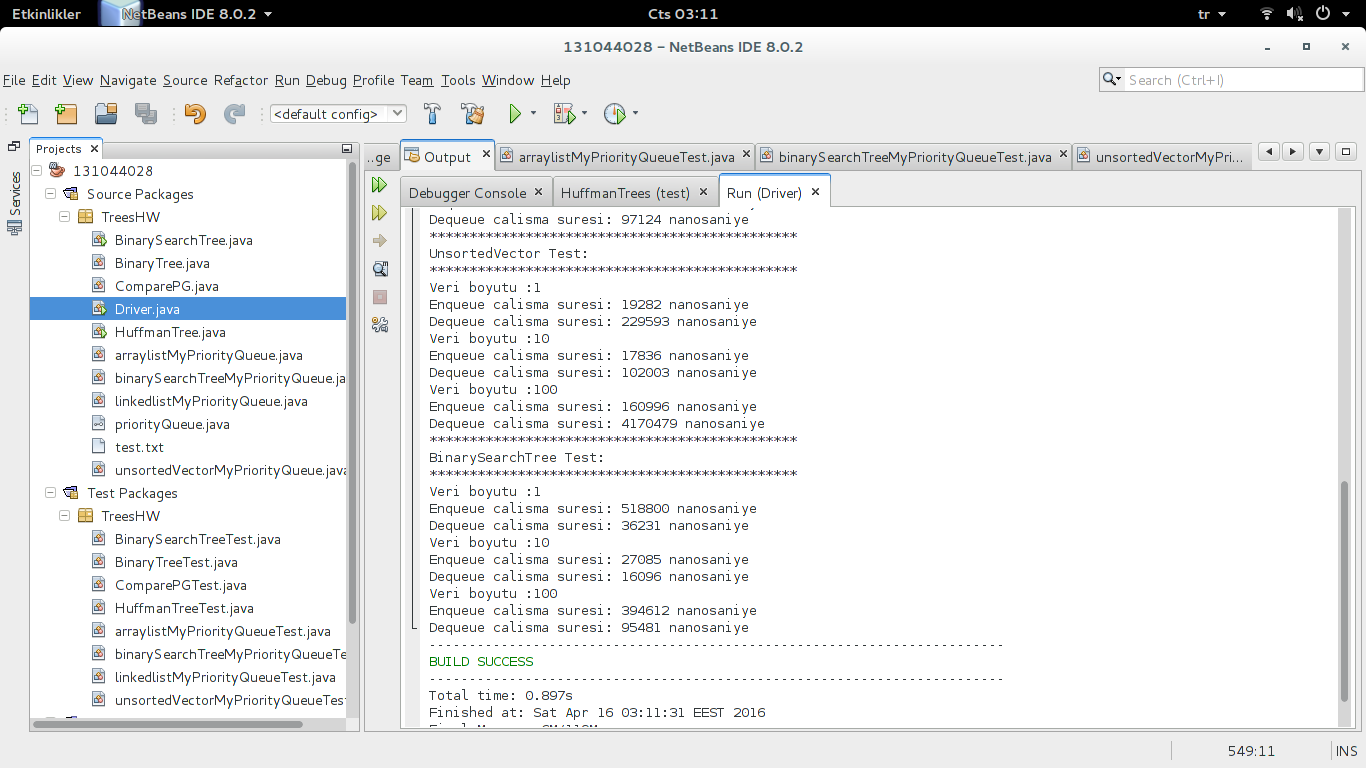 Etkinlikler
NetBeans IDE 8.0.2
Cts 03:11
tr
131044028 – NetBeans IDE 8.0.2
File Edit View Navigate Source Refactor Run Debug Profile Team Tools Window Help
Search (Ctrl+I)
<default config>
Projects
Services
131044028
Source Packages
TreesHW
BinarySearchTree.java
BinaryTree.java
ComparePG.java
Driver.java
HuffmanTree.java
arraylistMyPriorityQueue.java
binarySearchTreeMyPriorityQueue.ja
linkedlistMyPriorityQueue.java
priorityQueue.java
test.txt
unsortedVectorMyPriorityQueue.java
Test Packages
TreesHW
BinarySearchTreeTest.java
BinaryTreeTest.java
ComparePGTest.java
HuffmanTreeTest.java
arraylistMyPriorityQueueTest.java
binarySearchTreeMyPriorityQueueTe
linkedlistMyPriorityQueueTest.java
unsortedVectorMyPriorityQueueTest
..ge
Output
arraylistMyPriorityQueueTest.java
binarySearchTreeMyPriorityQueueTest.java
unsortedVectorMyPri...
Debugger Console
HuffmanTrees (test)
Run (Driver)
Dequeue calisma suresi: 97124 nanosaniye
**********************************************
UnsortedVector Test:
**********************************************
Veri boyutu :1
Enqueue calisma suresi: 19282 nanosaniye
Dequeue calisma suresi: 229593 nanosaniye
Veri boyutu :10
Enqueue calisma suresi: 17836 nanosaniye
Dequeue calisma suresi: 102003 nanosaniye
Veri boyutu :100
Enqueue calisma suresi: 160996 nanosaniye
Dequeue calisma suresi: 4170479 nanosaniye
**********************************************
BinarySearchTree Test:
**********************************************
Veri boyutu :1
Enqueue calisma suresi: 518800 nanosaniye
Dequeue calisma suresi: 36231 nanosaniye
Veri boyutu :10
Enqueue calisma suresi: 27085 nanosaniye
Dequeue calisma suresi: 16096 nanosaniye
Veri boyutu :100
Enqueue calisma suresi: 394612 nanosaniye
Dequeue calisma suresi: 95481 nanosaniye
------------------------------------------------------------------------
BUILD SUCCESS
------------------------------------------------------------------------
Total time: 0.897s
Finished at: Sat Apr 16 03:11:31 EEST 2016
549:11
INS